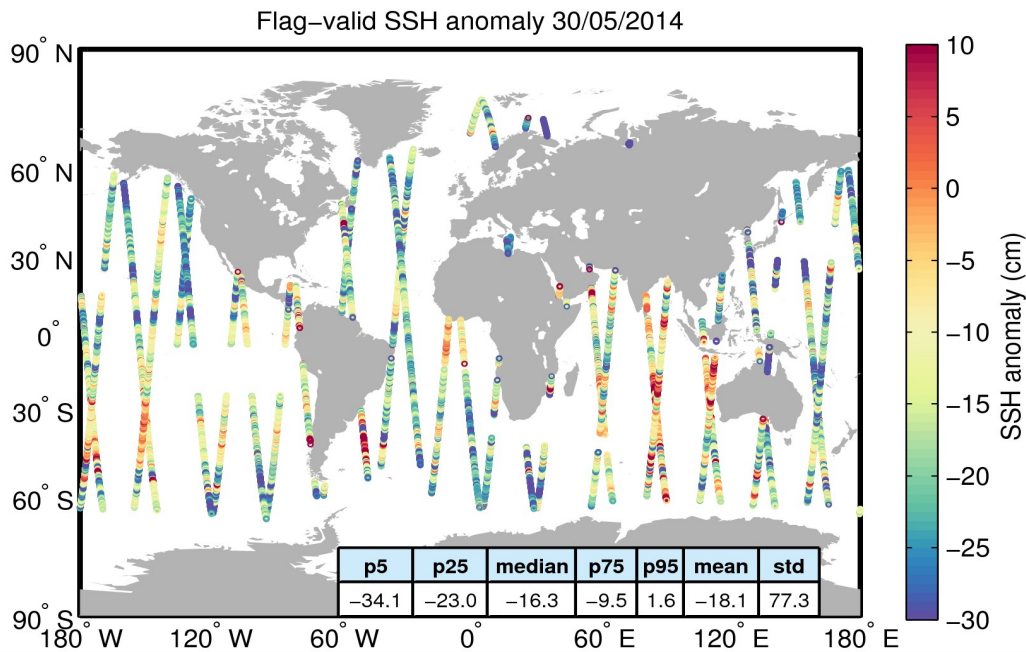 Flag−valid SSH anomaly 30/05/2014
90° N
60° N
30° N
0°
30° S
60° S
90° S
180° W
120° W
60° W
0°
60° E
120° E
180° E
p5 p25 median p75 p95 mean std
−34.1 −23.0 −16.3 −9.5 1.6 −18.1 77.3
10
5
0
−5
−10
−15
−20
−25
−30
SSH anomaly (cm)